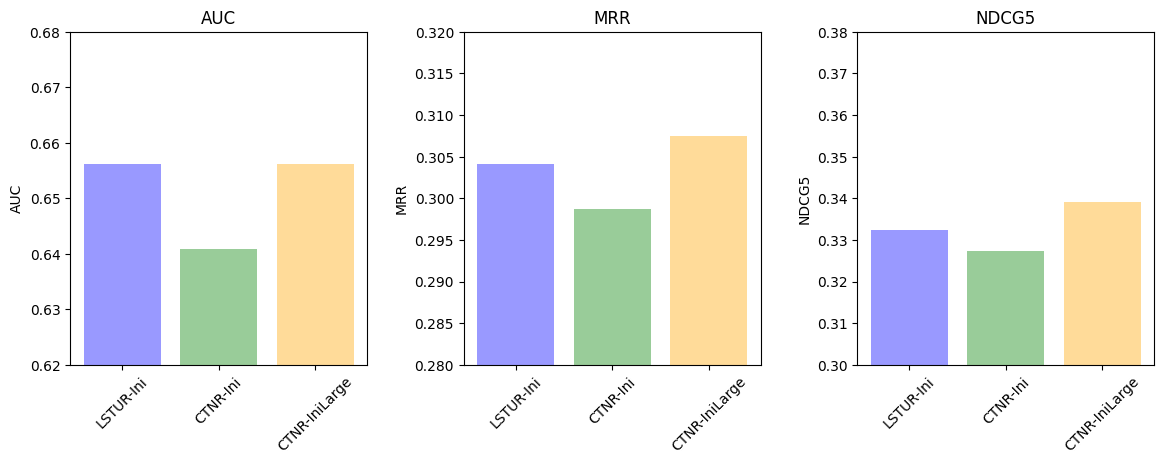 AUC
0.68
0.67
0.66
0.65
0.64
0.63
0.62
AUC
LSTUR-Ini
CTNR-Ini
CTNR-IniLarge
MRR
0.320
0.315
0.310
0.305
0.300
0.295
0.290
0.285
0.280
MRR
LSTUR-Ini
CTNR-Ini
CTNR-IniLarge
NDCG5
0.38
0.37
0.36
0.35
0.34
0.33
0.32
0.31
0.30
NDCG5
LSTUR-Ini
CTNR-Ini
CTNR-IniLarge